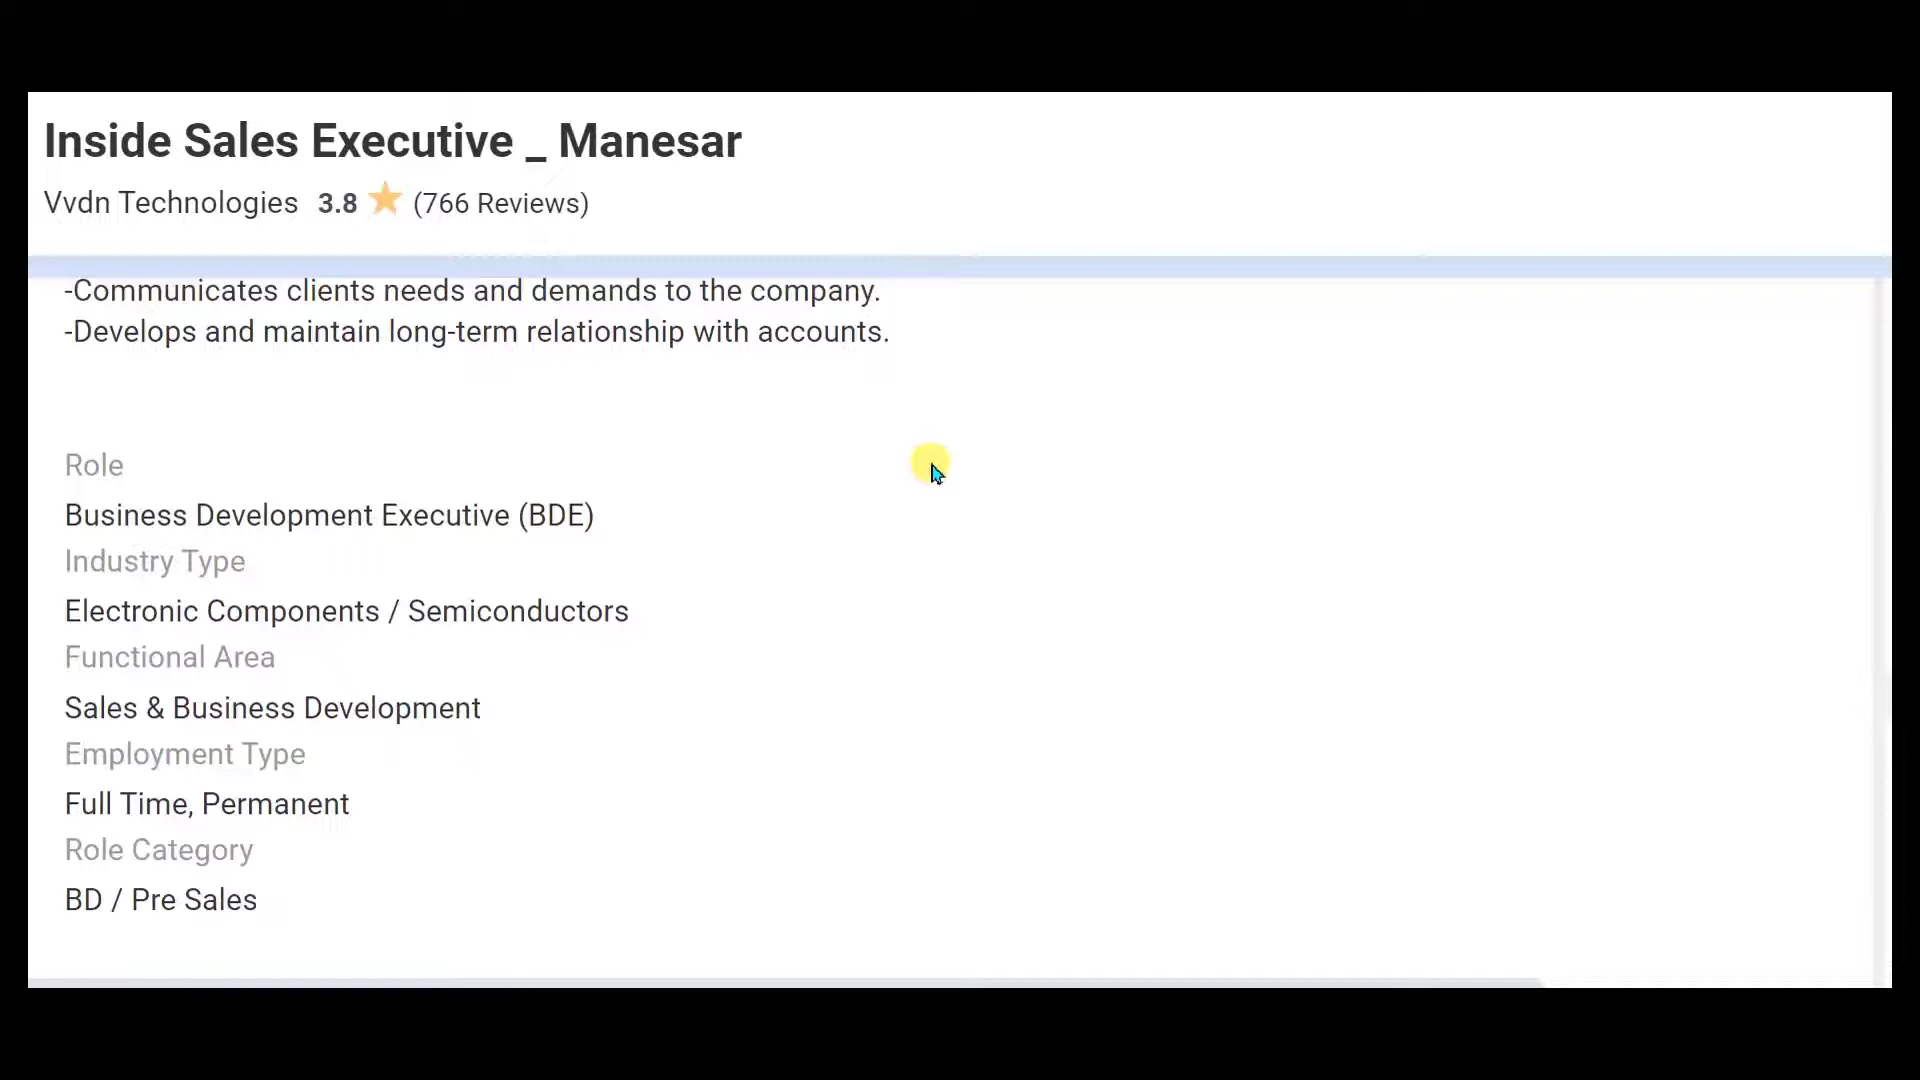 Inside Sales Executive _ Manesar
Vvdn Technologies 3.8 (766 Reviews)
-Communicates clients needs and demands to the company.
-Develops and maintain long-term relationship with accounts.
Role
Business Development Executive (BDE)
Industry Type
Electronic Components / Semiconductors
Functional Area
Sales & Business Development
Employment Type
Full Time, Permanent
Role Category
BD / Pre Sales